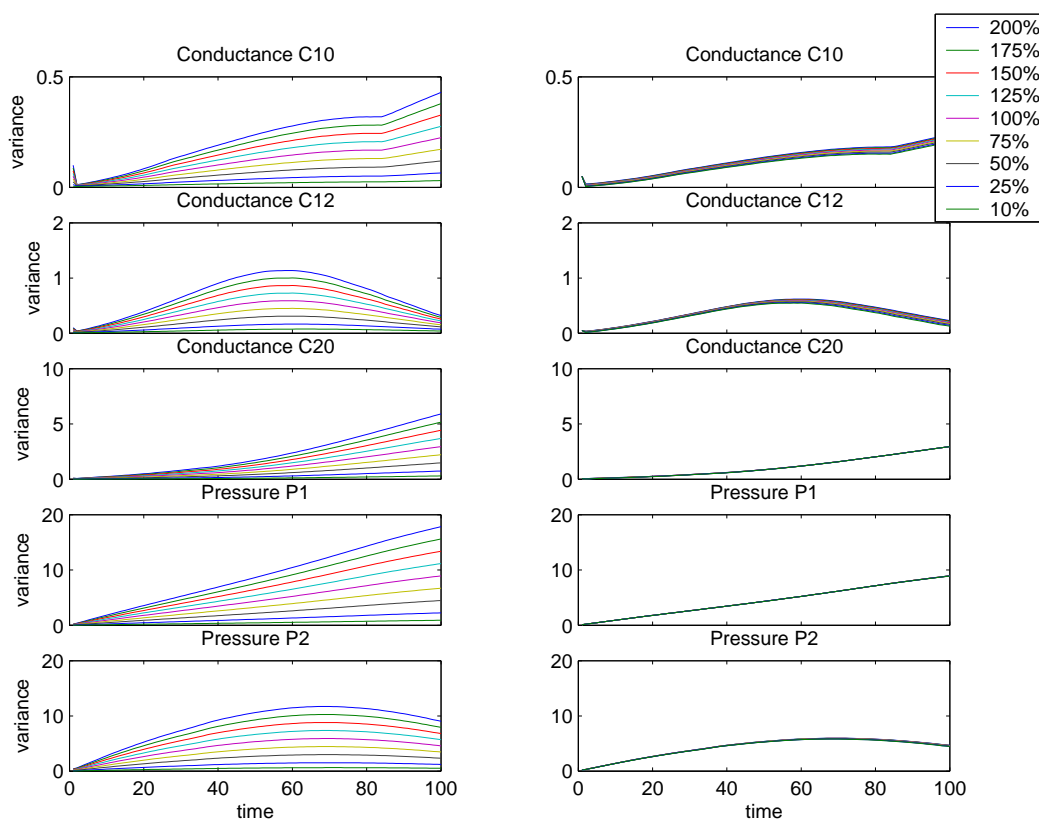 Conductance C10
0.5
0
variance
Conductance C12
2
1
0
variance
Conductance C20
10
5
0
variance
Pressure P1
20
10
0
variance
Pressure P2
20
10
0
variance
0 20 40 60 80 100
time
Conductance C10
0.5
0
Conductance C12
2
1
0
Conductance C20
10
5
0
Pressure P1
20
10
0
Pressure P2
20
10
0
0 20 40 60 80 100
time
200%
175%
150%
125%
100%
75%
50%
25%
10%